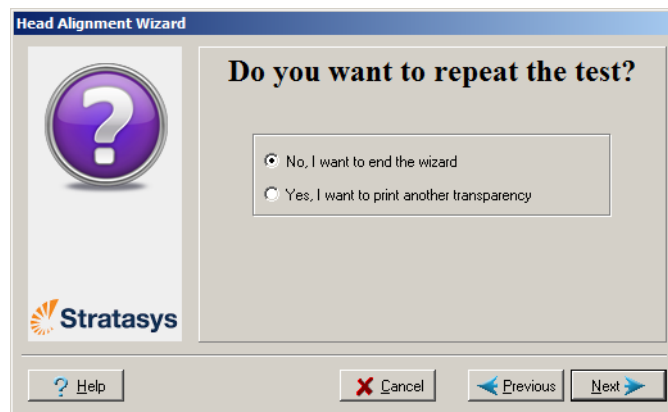 Head Alignment Wizard
Do you want to repeat the test?
No, I want to end the wizard
Yes, I want to print another transparency
Stratasys
? Help
Cancel
Previous
Next